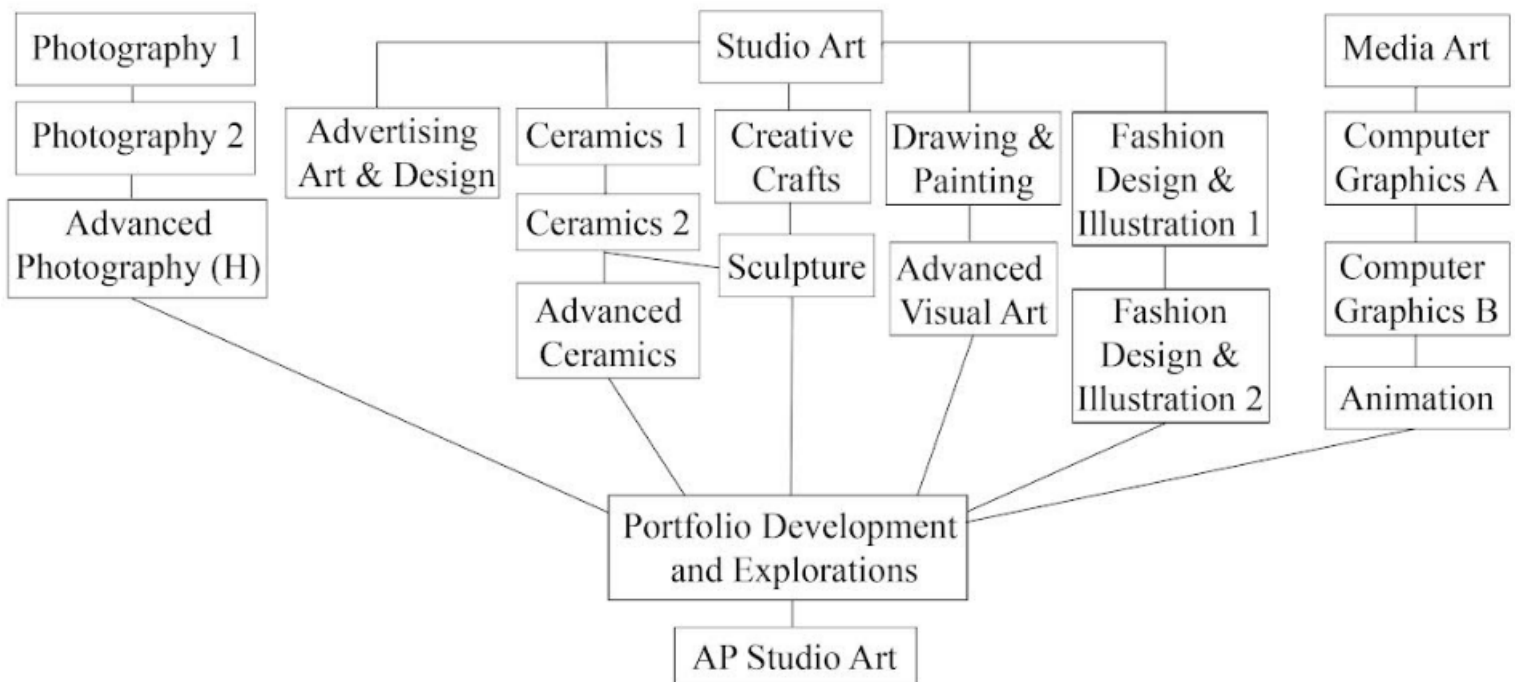 Photography 1
Photography 2
Advanced
Photography (H)
Studio Art
Advertising
Art & Design
Ceramics 1
Ceramics 2
Advanced
Ceramics
Creative
Crafts
Sculpture
Drawing &
Painting
Advanced
Visual Art
Fashion
Design &
Illustration 1
Fashion
Design &
Illustration 2
Media Art
Computer
Graphics A
Computer
Graphics B
Animation
Portfolio Development
and Explorations
AP Studio Art